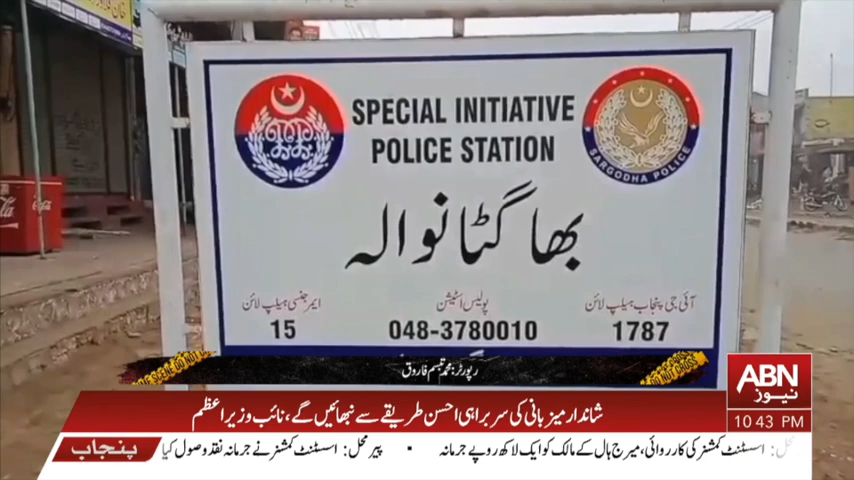 SPECIAL INITIATIVE
POLICE STATION
SARGODHA POLICE
بھاگٹانوالہ
ایمرجنسی ہیلپ لائن
15
پولیس اسٹیشن
048-3780010
آئی جی پنجاب ہیلپ لائن
1787
رپورٹر: محمد تبسم فاروق
شاندار میزبانی کی سربراہی احسن طریقے سے نبھائیں گے، نائب وزیراعظم
ABN
نیوز
10 43 PM
پنجاب
محل: اسسٹنٹ کمشنر کی کارروائی، میرج ہال کے مالک کو ایک لاکھ روپے جرمانہ • پیر محل: اسسٹنٹ کمشنر نے جرمانہ نقد وصول کیا